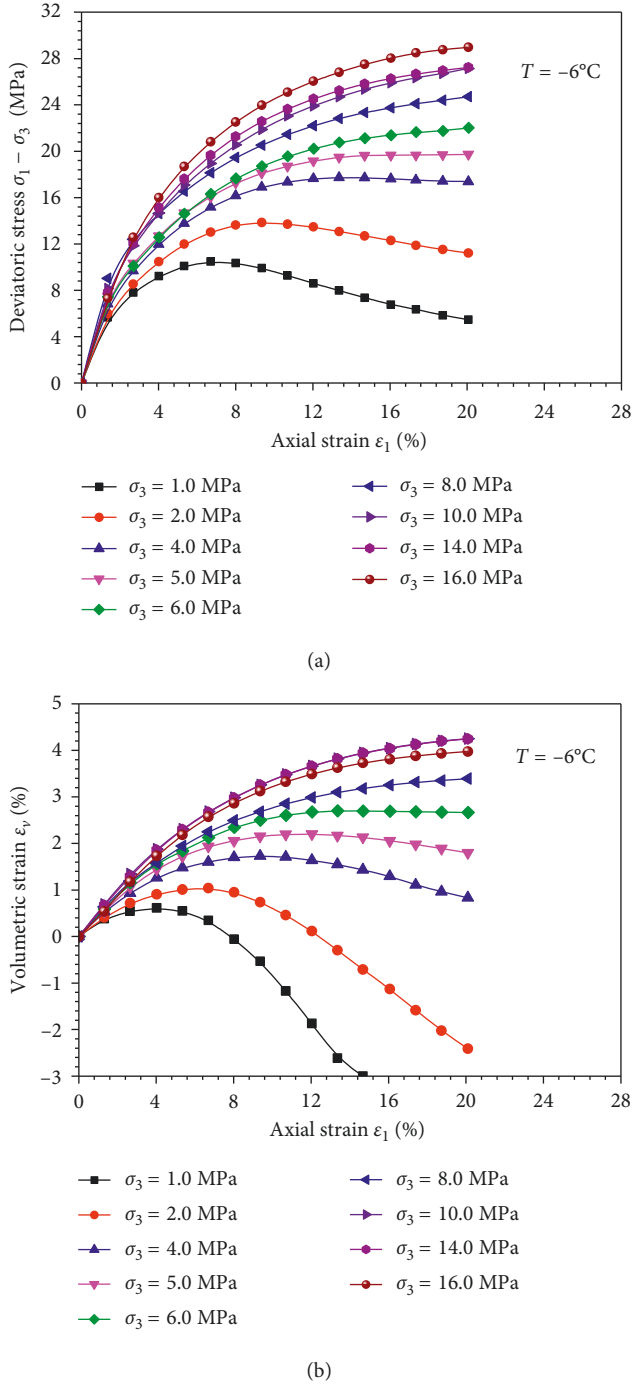 32
28
24
20
16
12
8
4
0
Deviatoric stress σ1 – σ3 (MPa)
T = –6°C
0 4 8 12 16 20 24 28
Axial strain ε1 (%)
σ3 = 1.0 MPa
σ3 = 2.0 MPa
σ3 = 4.0 MPa
σ3 = 5.0 MPa
σ3 = 6.0 MPa
σ3 = 8.0 MPa
σ3 = 10.0 MPa
σ3 = 14.0 MPa
σ3 = 16.0 MPa
(a)
5
4
3
2
1
0
–1
–2
–3
Volumetric strain εv (%)
T = –6°C
0 4 8 12 16 20 24 28
Axial strain ε1 (%)
σ3 = 1.0 MPa
σ3 = 2.0 MPa
σ3 = 4.0 MPa
σ3 = 5.0 MPa
σ3 = 6.0 MPa
σ3 = 8.0 MPa
σ3 = 10.0 MPa
σ3 = 14.0 MPa
σ3 = 16.0 MPa
(b)